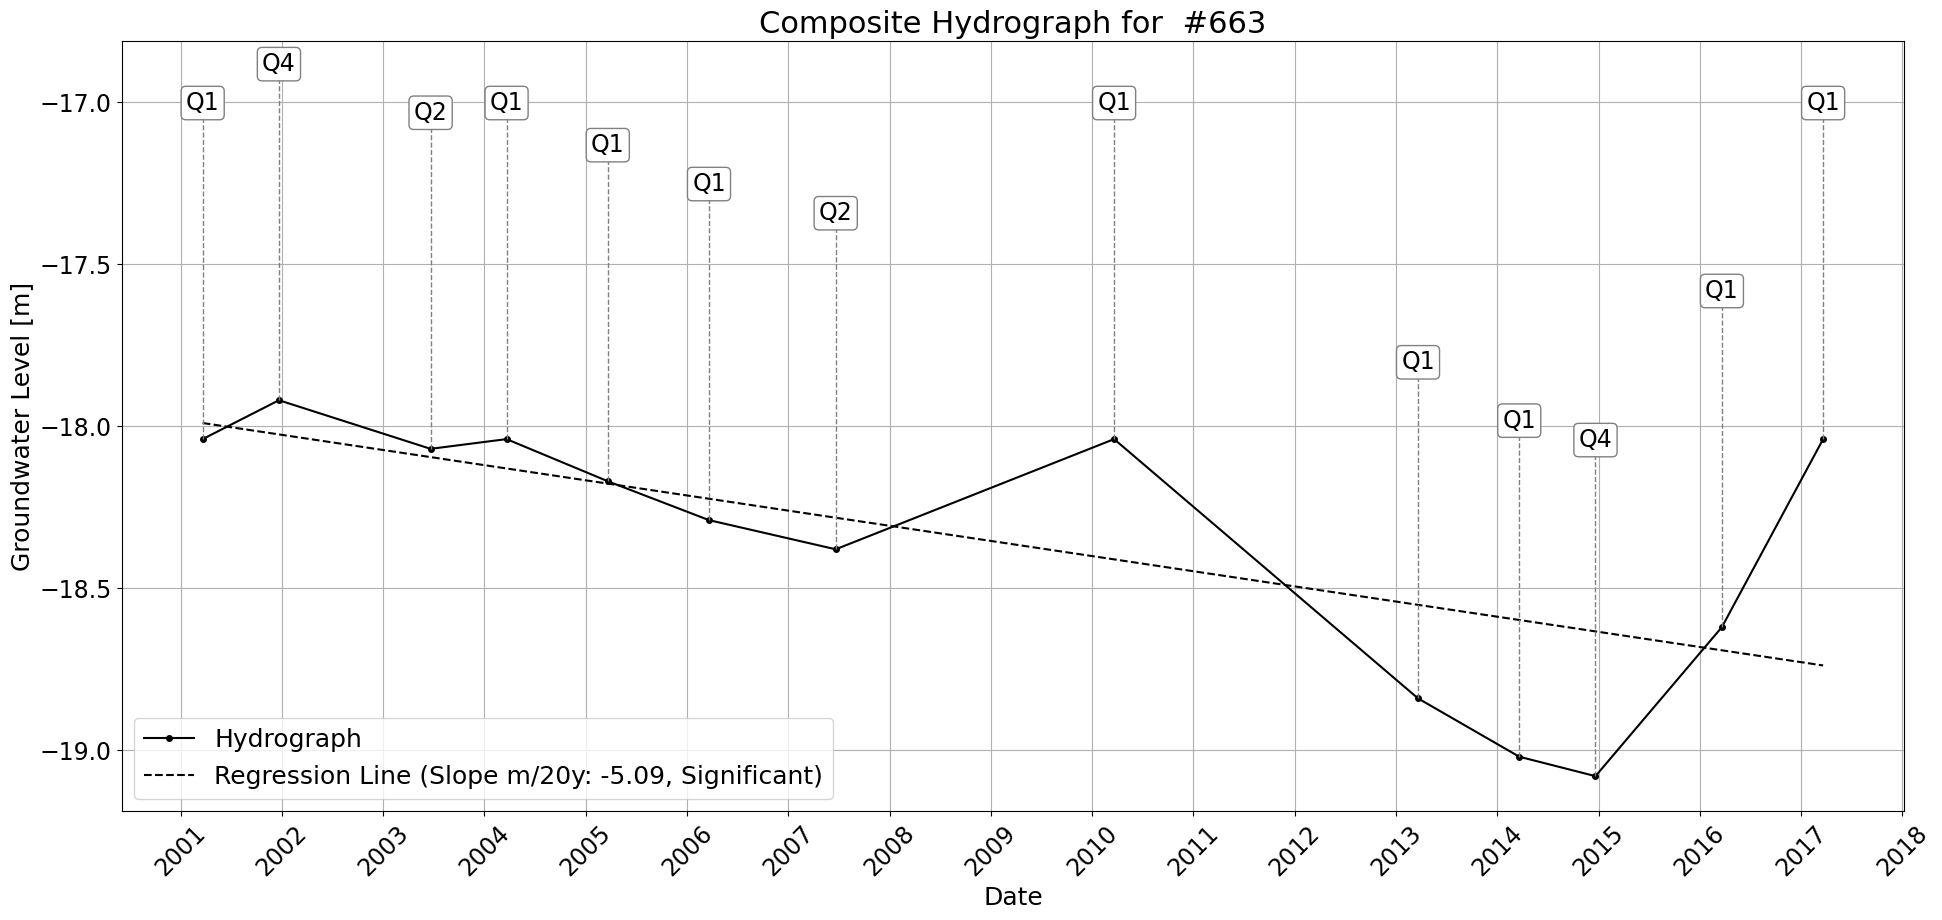 Composite Hydrograph for  #663
Q4
Q1
Q1
Q1
Q1
Q2
Q1
Q1
Q2
Q1
Q1
Q1
Q4
−17.0
−17.5
−18.0
−18.5
−19.0
Groundwater Level [m]
Hydrograph
Regression Line (Slope m/20y: -5.09, Significant)
2001
2002
2003
2004
2005
2006
2007
2008
2009
2010
2011
2012
2013
2014
2015
2016
2017
2018
Date